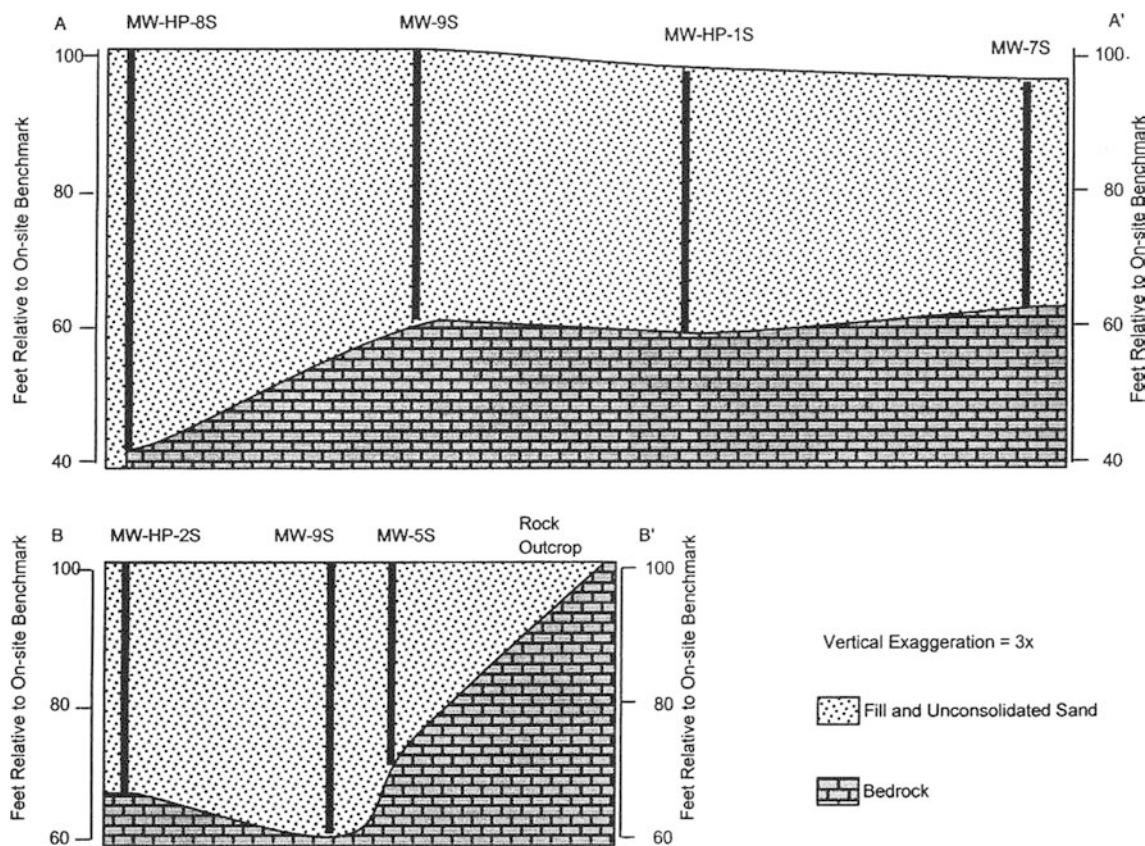 A MW-HP-8S MW-9S MW-HP-1S MW-7S A'
100 100.
80 80
60 60
40 40
Feet Relative to On-site Benchmark
Feet Relative to On-site Benchmark
B MW-HP-2S MW-9S MW-5S Rock Outcrop B'
100 100
80 80
60 60
Feet Relative to On-site Benchmark
Feet Relative to On-site Benchmark
Vertical Exaggeration = 3x
Fill and Unconsolidated Sand
Bedrock